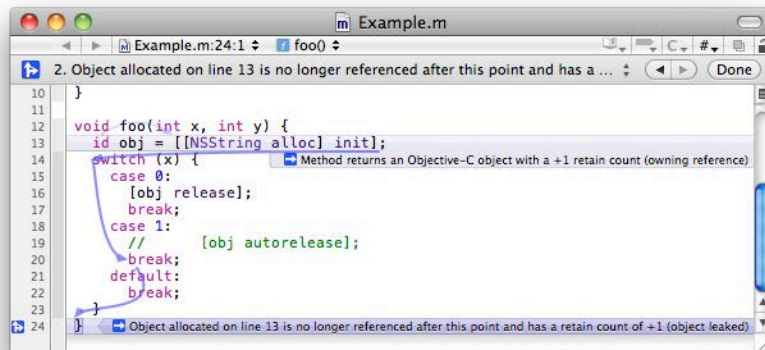 Example.m
Example.m:24:1 foo() C #
2. Object allocated on line 13 is no longer referenced after this point and has a ... Done
10 }
11
12 void foo(int x, int y) {
13 id obj = [[NSString alloc] init];
14 switch (x) { Method returns an Objective-C object with a +1 retain count (owning reference)
15 case 0:
16 [obj release];
17 break;
18 case 1:
19 // [obj autorelease];
20 break;
21 default:
22 break;
23 }
24 } Object allocated on line 13 is no longer referenced after this point and has a retain count of +1 (object leaked)